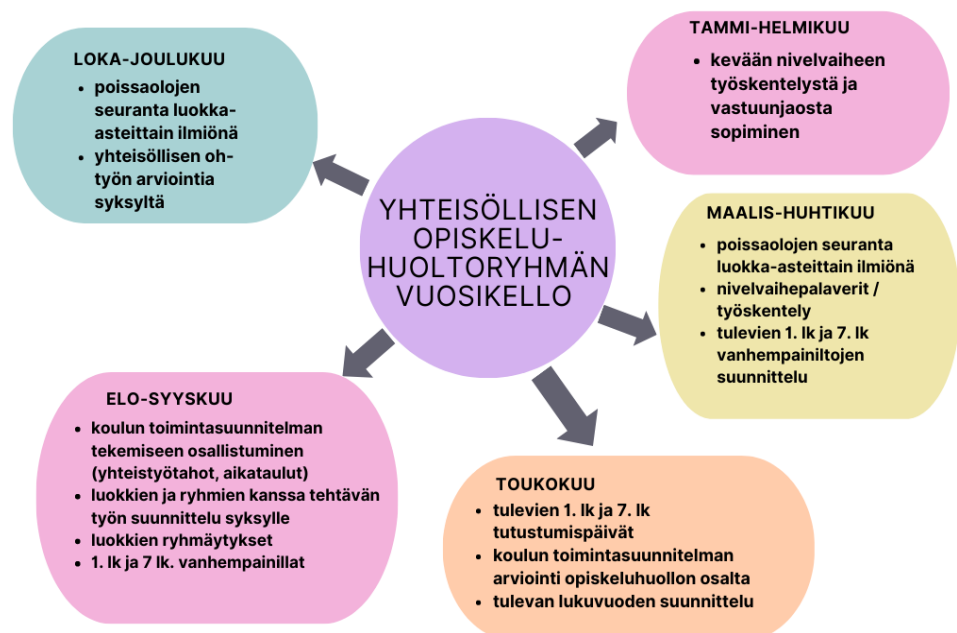 YHTEISÖLLISEN
OPISKELU-
HUOLTORYHMÄN
VUOSIKELLO
TAMMI-HELMIKUU
• kevään nivelvaiheen
työskentelystä ja
vastuunjaosta
sopiminen
MAALIS-HUHTIKUU
• poissaolojen seuranta
luokka-asteittain ilmiönä
• nivelvaihepalaverit /
työskentely
• tulevien 1. lk ja 7. lk
vanhempainiltojen
suunnittelu
TOUKOKUU
• tulevien 1. lk ja 7. lk
tutustumispäivät
• koulun toimintasuunnitelman
arviointi opiskeluhuollon osalta
• tulevan lukuvuoden suunnittelu
ELO-SYYSKUU
• koulun toimintasuunnitelman
tekemiseen osallistuminen
(yhteistyötahot, aikataulut)
• luokkien ja ryhmien kanssa tehtävän
työn suunnittelu syksylle
• luokkien ryhmäytykset
• 1. lk ja 7 lk. vanhempainillat
LOKA-JOULUKUU
• poissaolojen
seuranta luokka-
asteittain ilmiönä
• yhteisöllisen oh-
työn arviointia
syksyltä